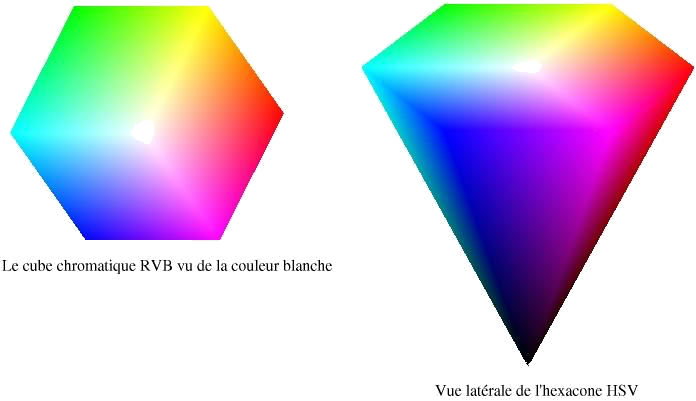 Le cube chromatique RVB vu de la couleur blanche
Vue latérale de l'hexacone HSV